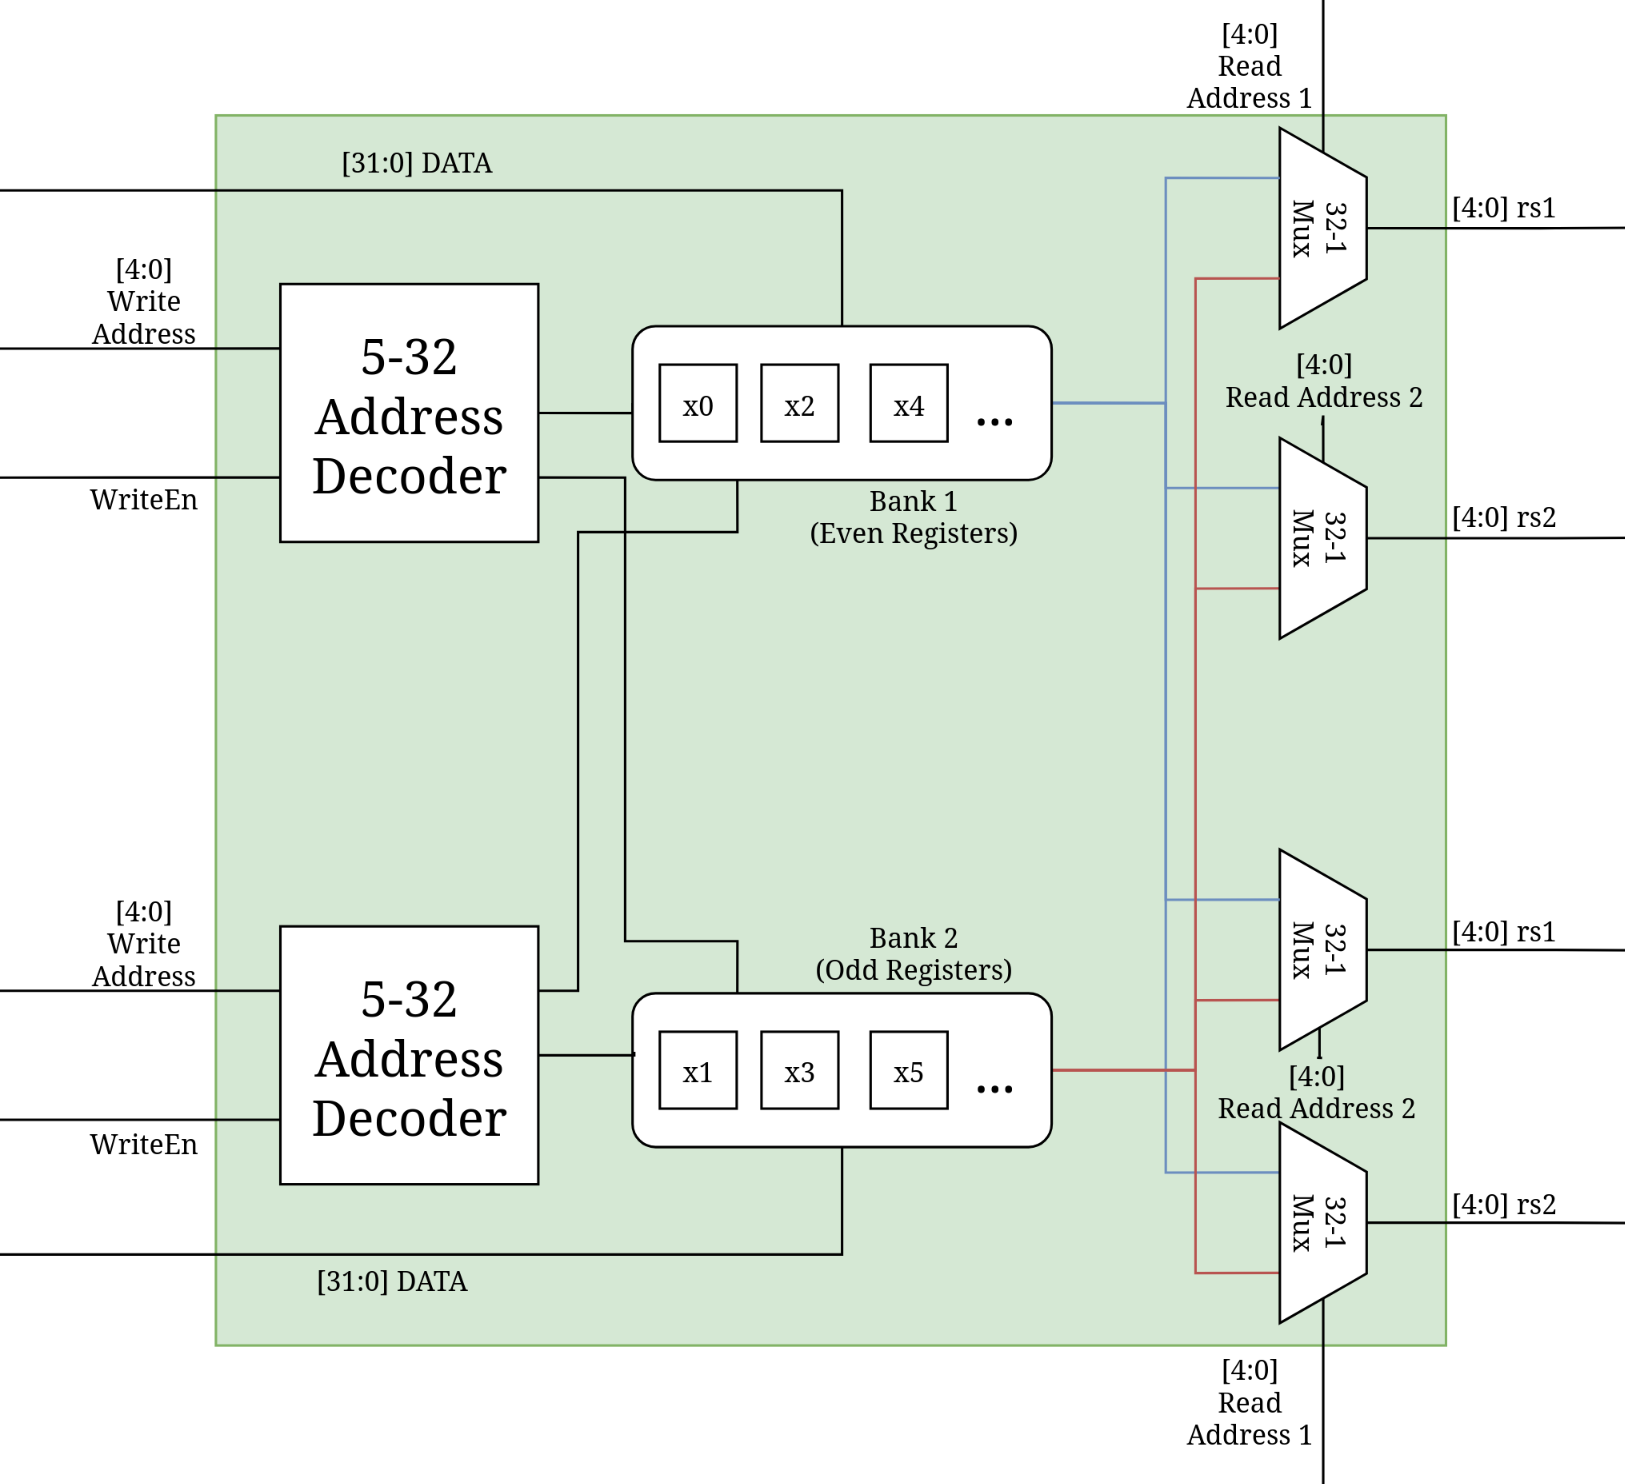 [4:0]
Read
Address 1
[31:0] DATA
32-1
Mux
[4:0] rs1
[4:0]
Write
Address
5-32
Address
Decoder
WriteEn
x0
x2
x4
...
Bank 1
(Even Registers)
[4:0]
Read Address 2
32-1
Mux
[4:0] rs2
[4:0]
Write
Address
5-32
Address
Decoder
WriteEn
Bank 2
(Odd Registers)
x1
x3
x5
...
32-1
Mux
[4:0] rs1
[4:0]
Read Address 2
32-1
Mux
[4:0] rs2
[31:0] DATA
[4:0]
Read
Address 1